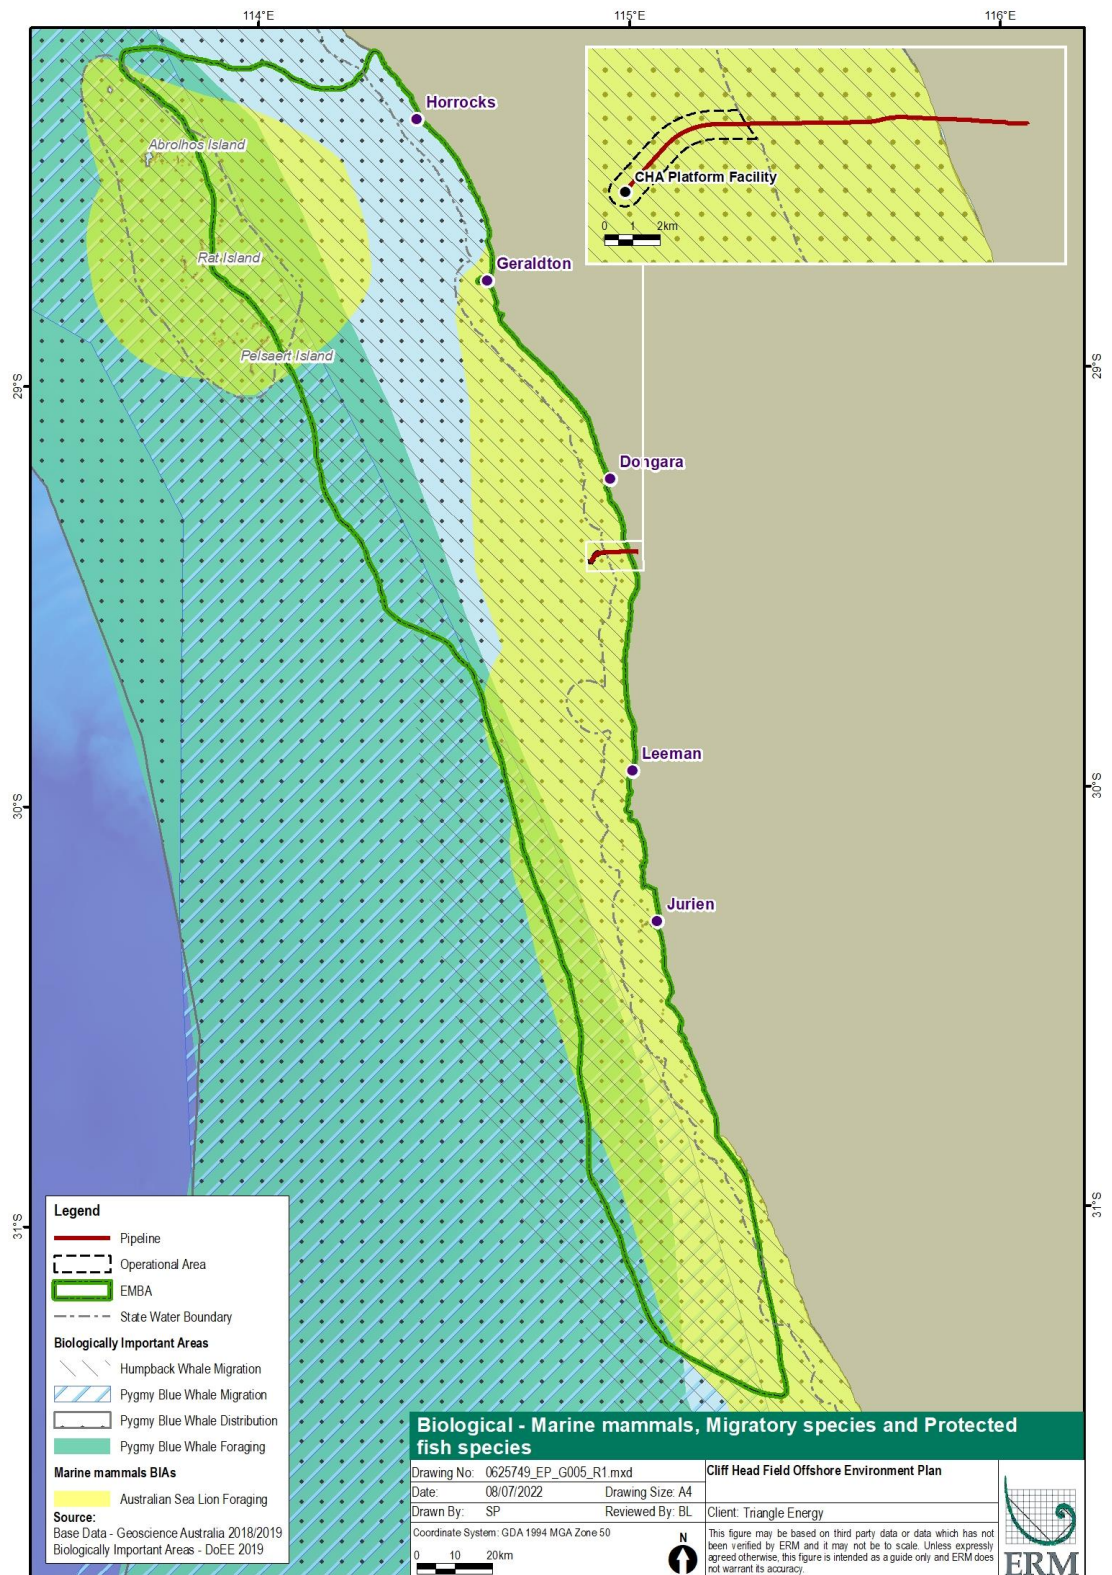 114°E
115°E
116°E
Horrocks
Abrolhos Island
CHA Platform Facility
0 1 2km
Rat Island
Geraldton
Pelsaert Island
29°S
29°S
Dongara
Leeman
30°S
30°S
Jurien
31°S
31°S
Legend
Pipeline
Operational Area
EMBA
State Water Boundary
Biologically Important Areas
Humpback Whale Migration
Pygmy Blue Whale Migration
Pygmy Blue Whale Distribution
Pygmy Blue Whale Foraging
Marine mammals BIAs
Australian Sea Lion Foraging
Source:
Base Data - Geoscience Australia 2018/2019
Biologically Important Areas - DoEE 2019
Biological - Marine mammals, Migratory species and Protected
fish species
Drawing No: 0625749_EP_G005_R1.mxd
Date: 08/07/2022 Drawing Size: A4
Drawn By: SP Reviewed By: BL
Coordinate System: GDA 1994 MGA Zone 50
0 10 20km
N
Cliff Head Field Offshore Environment Plan
Client: Triangle Energy
This figure may be based on third party data or data which has not
been verified by ERM and it may not be to scale. Unless expressly
agreed otherwise, this figure is intended as a guide only and ERM does
not warrant its accuracy.
ERM